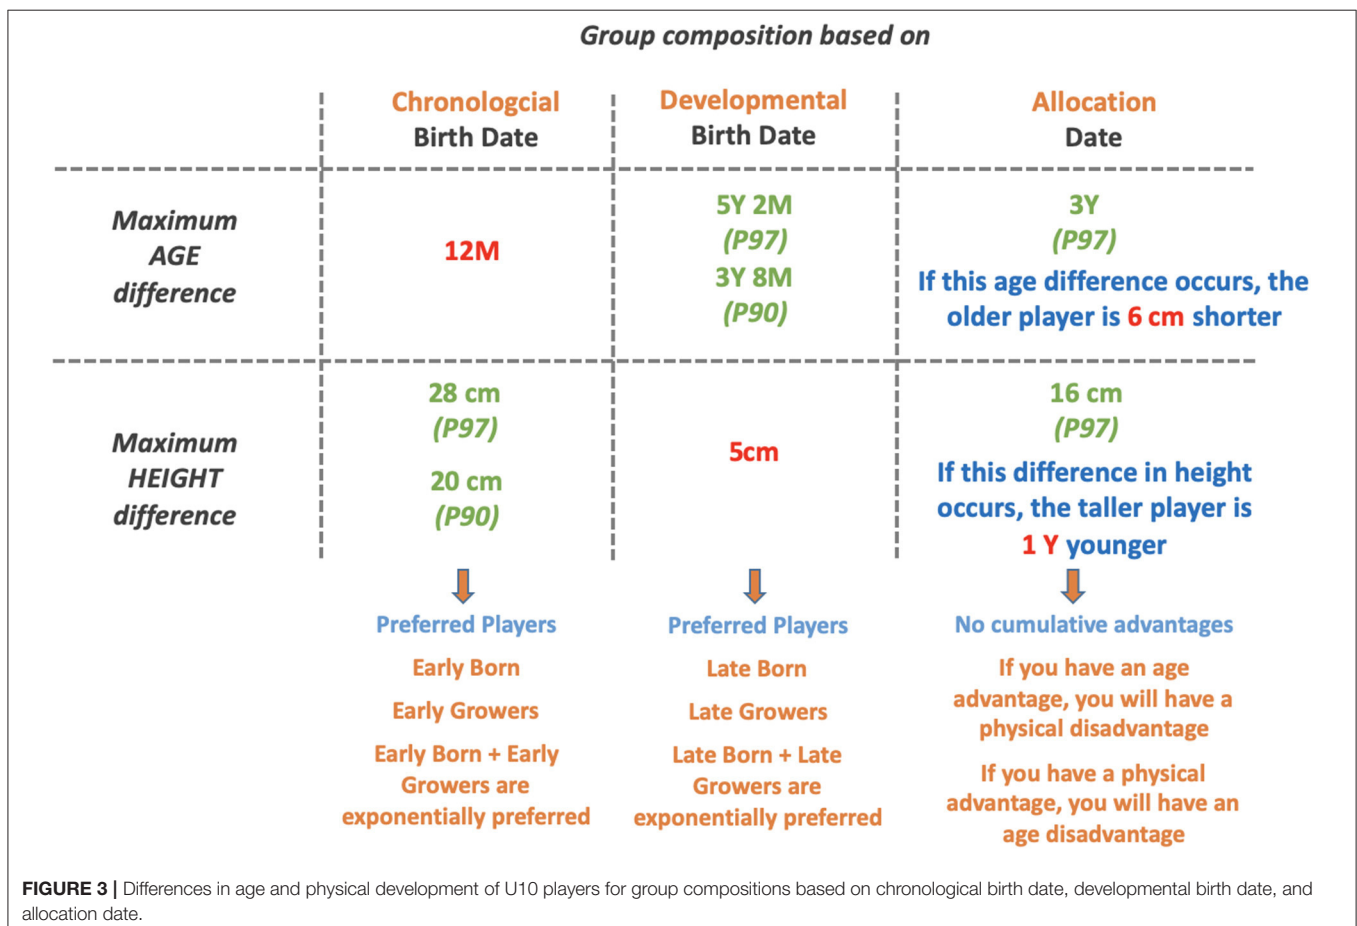 Group composition based on
Chronologcial
Birth Date
Developmental
Birth Date
Allocation
Date
Maximum
AGE
difference
12M
5Y 2M
(P97)
3Y 8M
(P90)
3Y
(P97)
If this age difference occurs, the
older player is 6 cm shorter
Maximum
HEIGHT
difference
28 cm
(P97)
20 cm
(P90)
5cm
16 cm
(P97)
If this difference in height
occurs, the taller player is
1 Y younger
Preferred Players
Early Born
Early Growers
Early Born + Early
Growers are
exponentially preferred
Preferred Players
Late Born
Late Growers
Late Born + Late
Growers are
exponentially preferred
No cumulative advantages
If you have an age
advantage, you will have a
physical disadvantage
If you have a physical
advantage, you will have an
age disadvantage
FIGURE 3 | Differences in age and physical development of U10 players for group compositions based on chronological birth date, developmental birth date, and
allocation date.